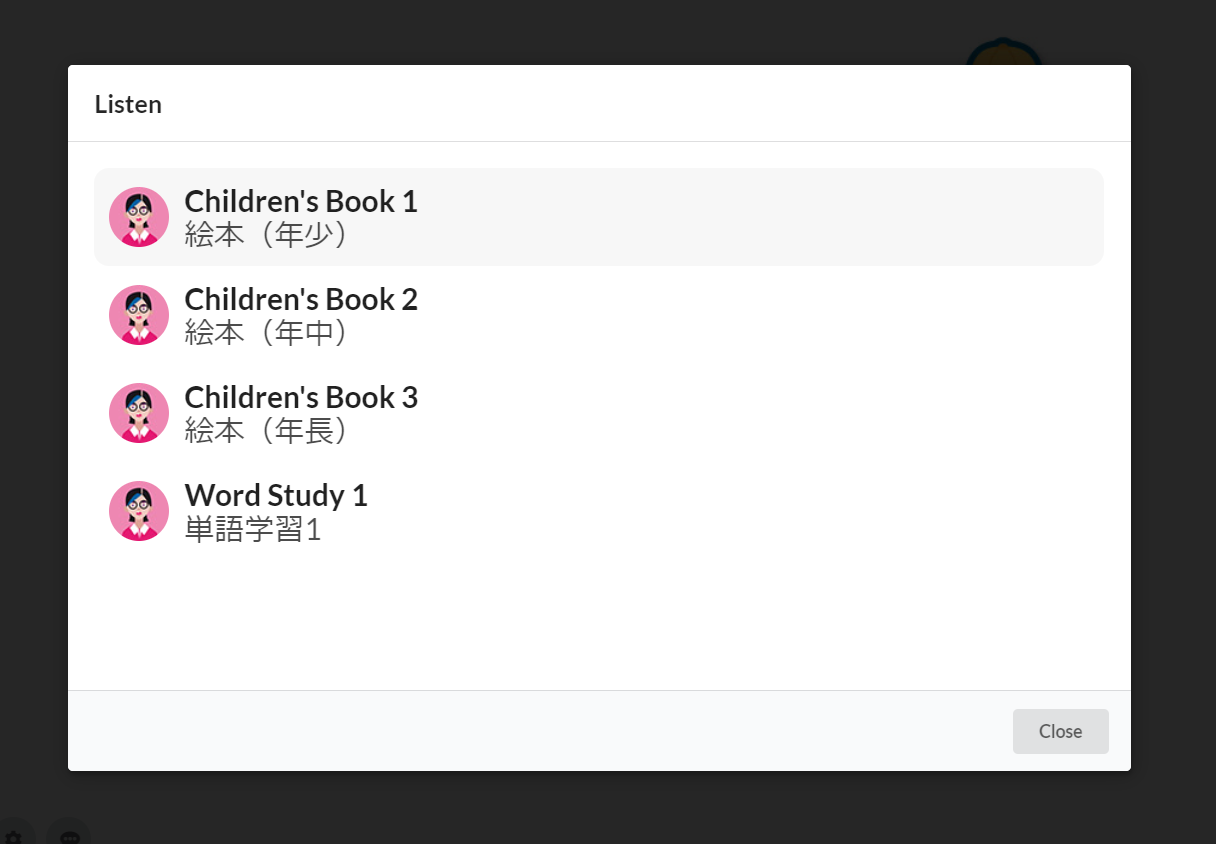 Listen
Children's Book 1
絵本（年少）
Children's Book 2
絵本（年中）
Children's Book 3
絵本（年長）
Word Study 1
単語学習1
Close